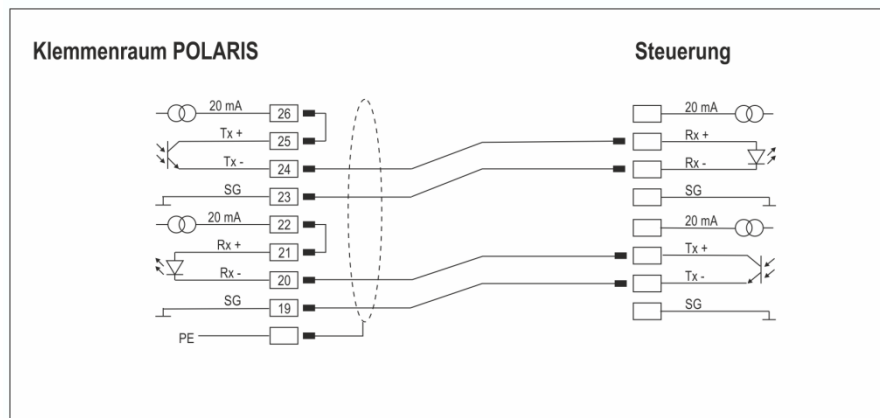 Klemmenraum POLARIS
Steuerung
20 mA 26
Tx + 25
Tx - 24
SG 23
20 mA 22
Rx + 21
Rx - 20
SG 19
PE
20 mA
Rx +
Rx -
SG
20 mA
Tx +
Tx -
SG